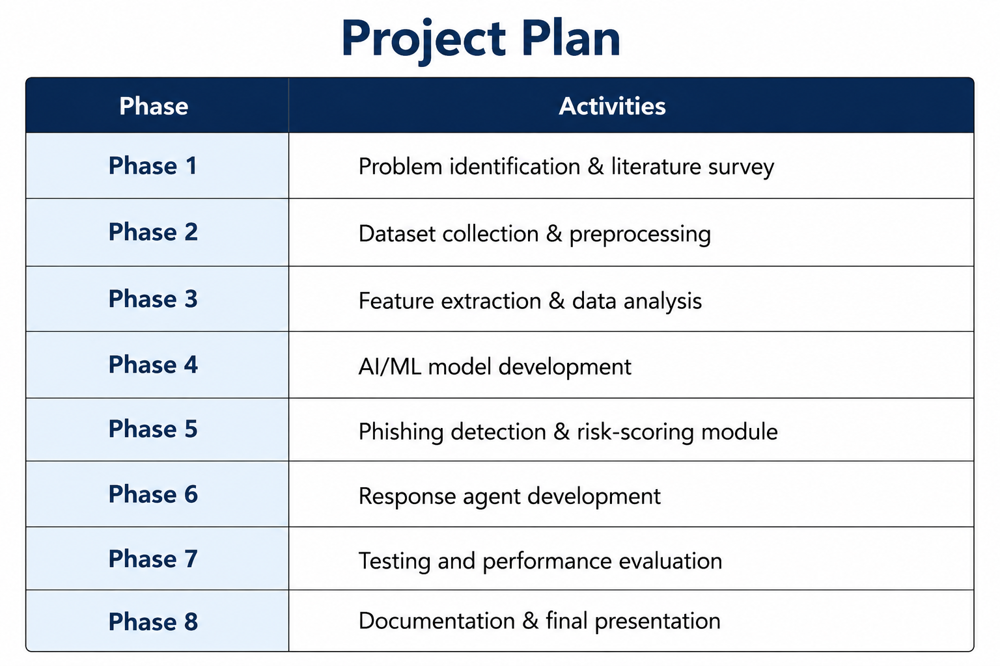 Project Plan
Phase Activities
Phase 1 Problem identification & literature survey
Phase 2 Dataset collection & preprocessing
Phase 3 Feature extraction & data analysis
Phase 4 AI/ML model development
Phase 5 Phishing detection & risk-scoring module
Phase 6 Response agent development
Phase 7 Testing and performance evaluation
Phase 8 Documentation & final presentation